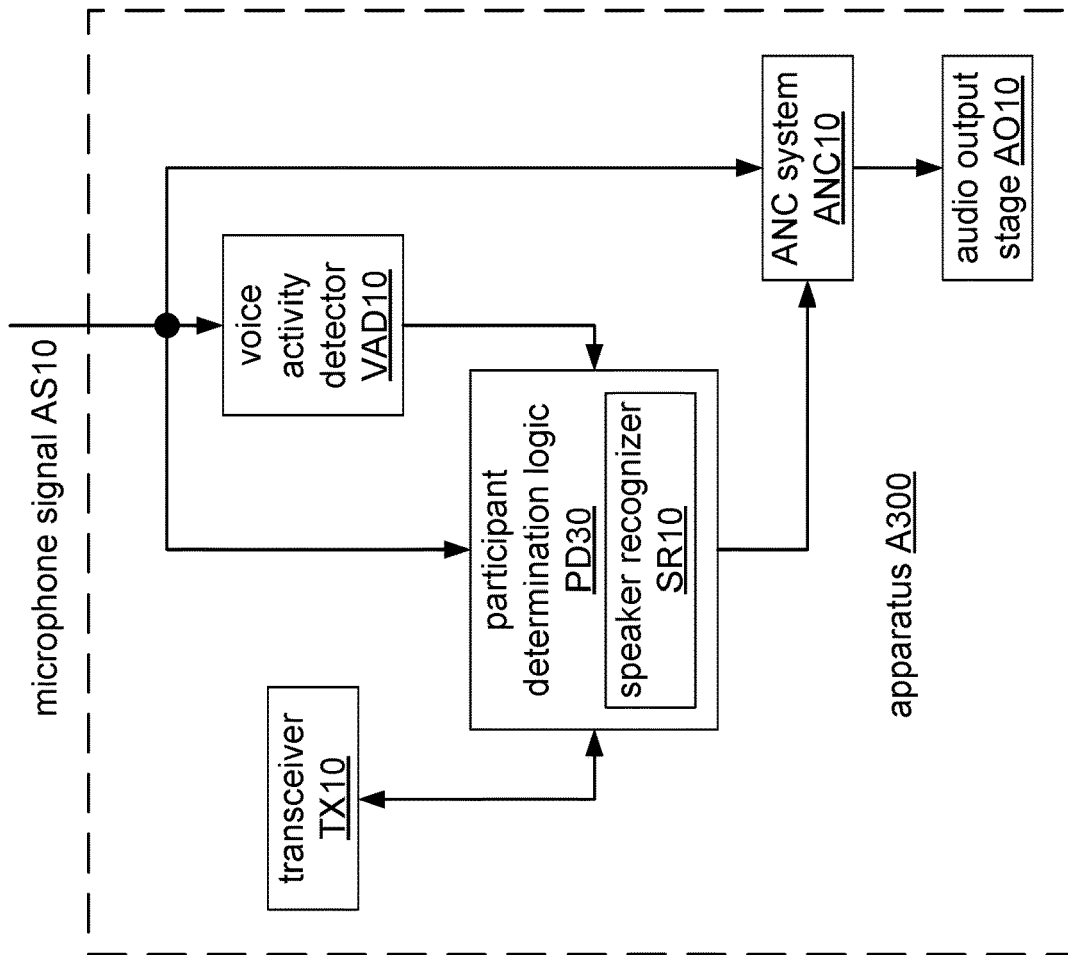 microphone signal AS10
transceiver
TX10
voice
activity
detector
VAD10
participant
determination logic
PD30
speaker recognizer
SR10
ANC system
ANC10
audio output
stage AO10
apparatus A300